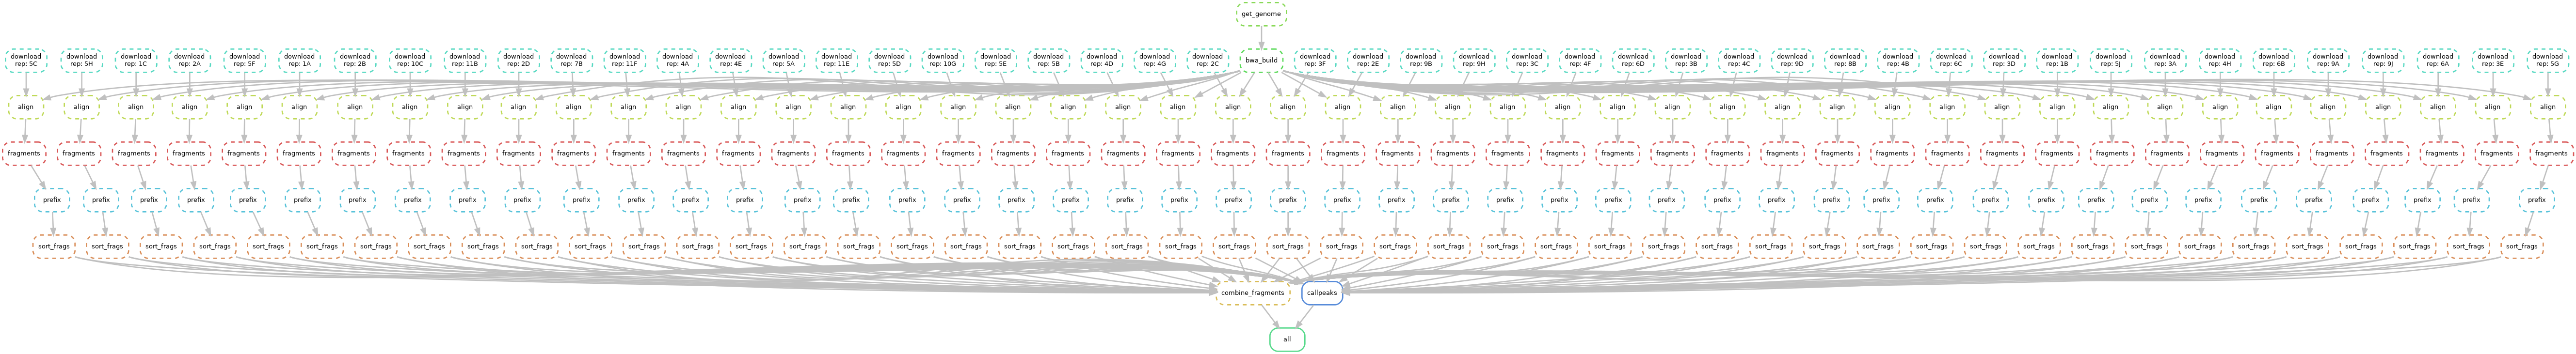 get_genome
download download download download download download download download download download download download download download download download download download download download download download download download download download download download download download download download download download download download download download download download download download download download download download
rep: 5C rep: 5H rep: 1C rep: 2A rep: 5F rep: 1A rep: 2B rep: 10C rep: 11B rep: 2D rep: 7B rep: 11F rep: 4A rep: 4E rep: 5A rep: 11E rep: 5D rep: 10G rep: 5E rep: 5B rep: 4D rep: 4G rep: 2C bwa_build rep: 3F rep: 2E rep: 9B rep: 9H rep: 3C rep: 4F rep: 6D rep: 3B rep: 4C rep: 9D rep: 8B rep: 4B rep: 6C rep: 3D rep: 1B rep: 5J rep: 3A rep: 4H rep: 6B rep: 9A rep: 9J rep: 6A rep: 3E rep: 5G
align align align align align align align align align align align align align align align align align align align align align align align align align align align align align align align align align align align align align align align align align align align align align align align
fragments fragments fragments fragments fragments fragments fragments fragments fragments fragments fragments fragments fragments fragments fragments fragments fragments fragments fragments fragments fragments fragments fragments fragments fragments fragments fragments fragments fragments fragments fragments fragments fragments fragments fragments fragments fragments fragments fragments fragments fragments fragments fragments fragments fragments fragments fragments
prefix prefix prefix prefix prefix prefix prefix prefix prefix prefix prefix prefix prefix prefix prefix prefix prefix prefix prefix prefix prefix prefix prefix prefix prefix prefix prefix prefix prefix prefix prefix prefix prefix prefix prefix prefix prefix prefix prefix prefix prefix prefix prefix prefix prefix prefix prefix
sort_frags sort_frags sort_frags sort_frags sort_frags sort_frags sort_frags sort_frags sort_frags sort_frags sort_frags sort_frags sort_frags sort_frags sort_frags sort_frags sort_frags sort_frags sort_frags sort_frags sort_frags sort_frags sort_frags sort_frags sort_frags sort_frags sort_frags sort_frags sort_frags sort_frags sort_frags sort_frags sort_frags sort_frags sort_frags sort_frags sort_frags sort_frags sort_frags sort_frags sort_frags sort_frags sort_frags sort_frags sort_frags sort_frags sort_frags
combine_fragments callpeaks
all